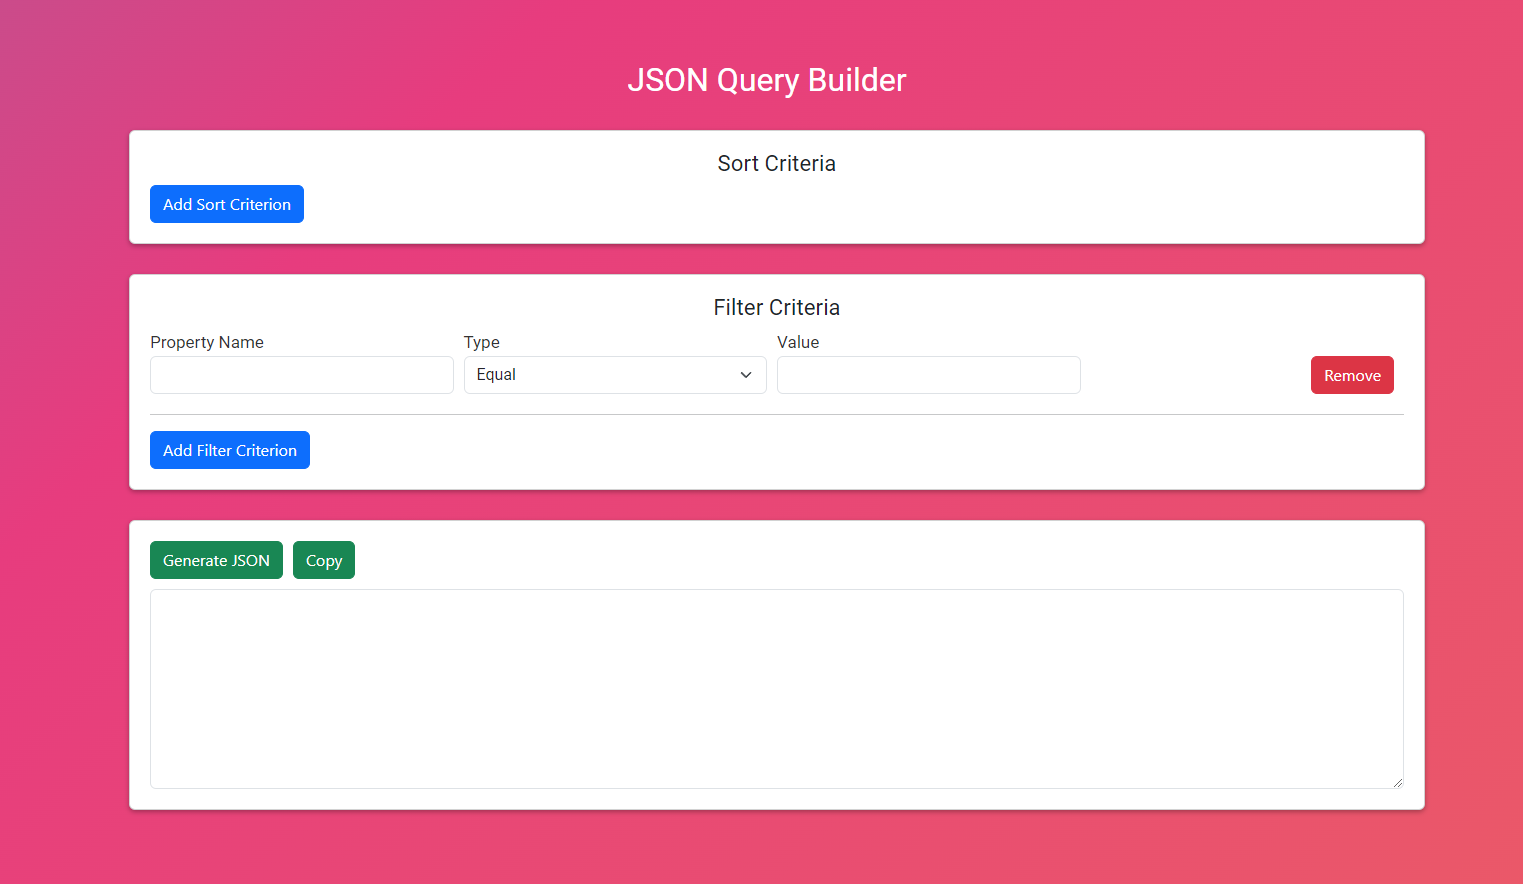 JSON Query Builder
Sort Criteria
Add Sort Criterion
Filter Criteria
Property Name Type Value
Equal Remove
Add Filter Criterion
Generate JSON Copy